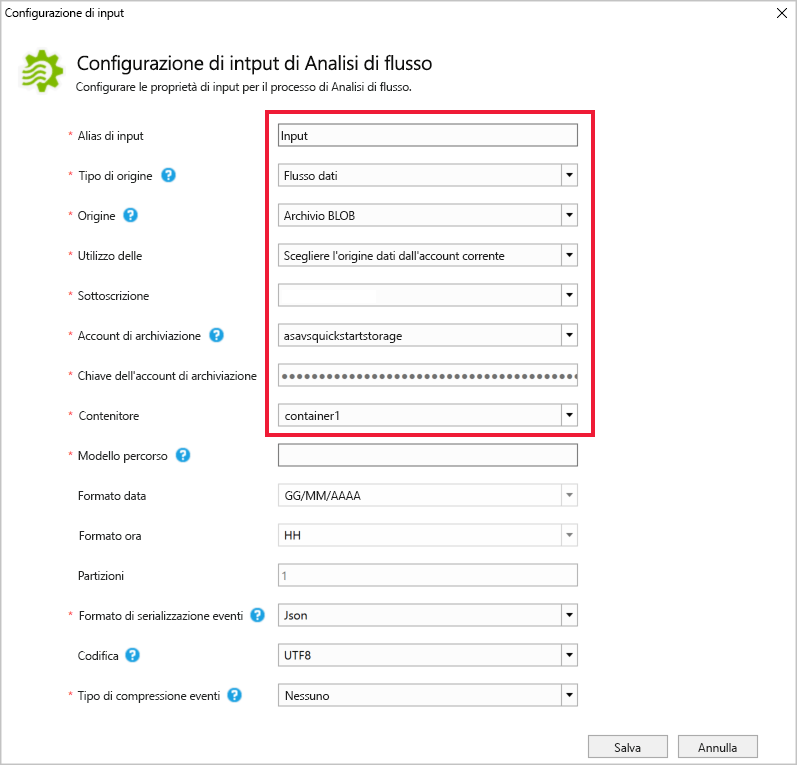 Configurazione di input
Configurazione di intput di Analisi di flusso
Configurare le proprietà di input per il processo di Analisi di flusso.
* Alias di input Input
* Tipo di origine ? Flusso dati
* Origine ? Archivio BLOB
* Utilizzo delle Scegliere l'origine dati dall'account corrente
* Sottoscrizione
* Account di archiviazione ? asavsquickstartstorage
* Chiave dell'account di archiviazione
* Contenitore container1
* Modello percorso ?
Formato data GG/MM/AAAA
Formato ora HH
Partizioni 1
* Formato di serializzazione eventi ? Json
Codifica ? UTF8
* Tipo di compressione eventi ? Nessuno
Salva Annulla